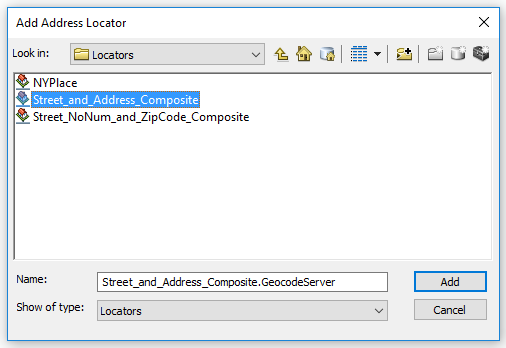 Add Address Locator
Look in: Locators
NYPlace
Street_and_Address_Composite
Street_NoNum_and_ZipCode_Composite
Name: Street_and_Address_Composite.GeocodeServer Add
Show of type: Locators Cancel